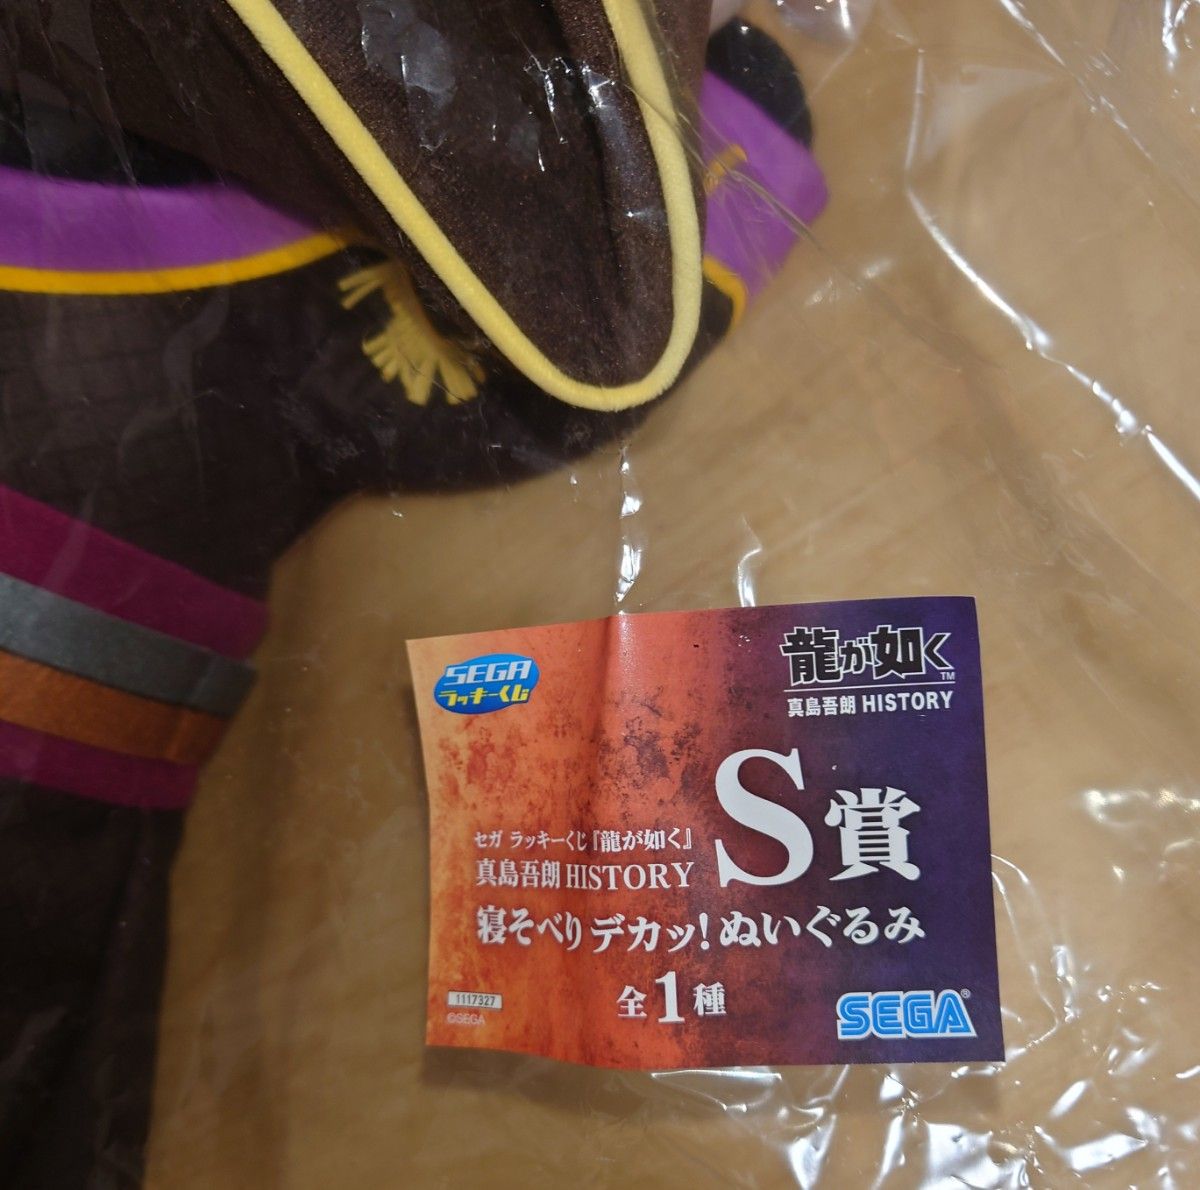 SEGA
ラッキーくじ
龍が如く
TM
真島吾朗 HISTORY
S賞
セガ ラッキーくじ『龍が如く』
真島吾朗 HISTORY
寝そべり デカッ! ぬいぐるみ
全1種
1117327
©SEGA
SEGA®